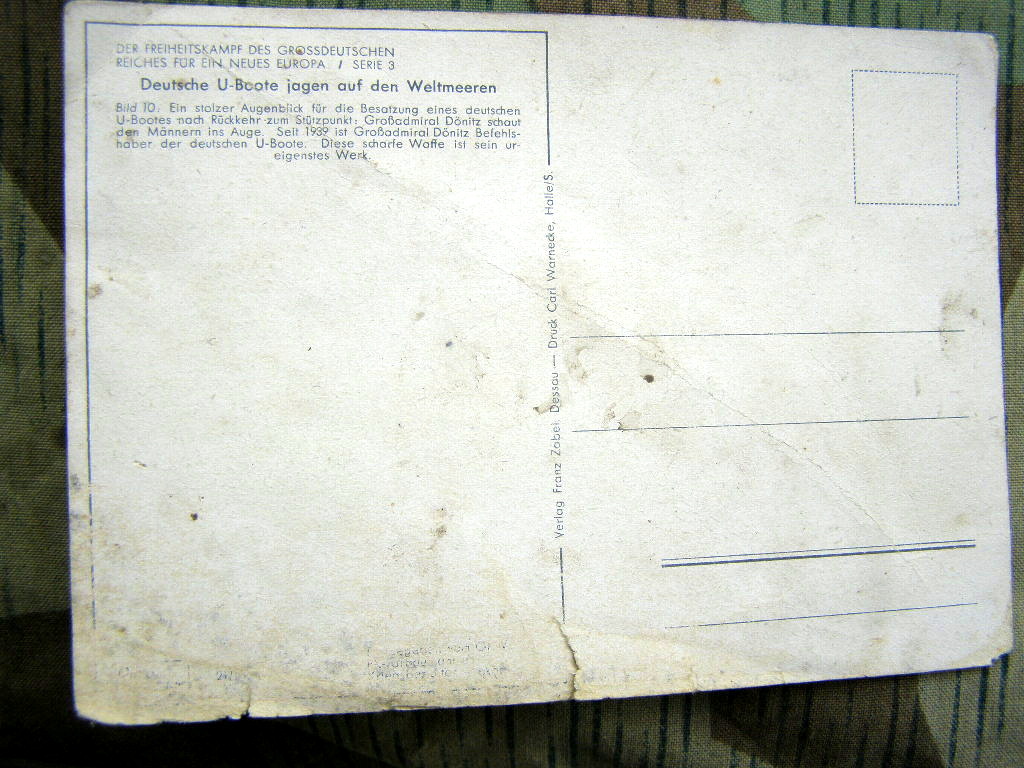 DER FREIHEITSKAMPF DES GROSSDEUTSCHEN
REICHES FÜR EIN NEUES EUROPA / SERIE 3
Deutsche U-Boote jagen auf den Weltmeeren
Bild 10. Ein stolzer Augenblick für die Besatzung eines deutschen
U-Bootes nach Rückkehr zum Stützpunkt: Großadmiral Dönitz schaut
den Männern ins Auge. Seit 1939 ist Großadmiral Dönitz Befehls-
haber der deutschen U-Boote. Diese scharfe Waffe ist sein ur-
eigenstes Werk.
Verlag Franz Zabel, Dessau — Druck Carl Warnecke, Halle/S.